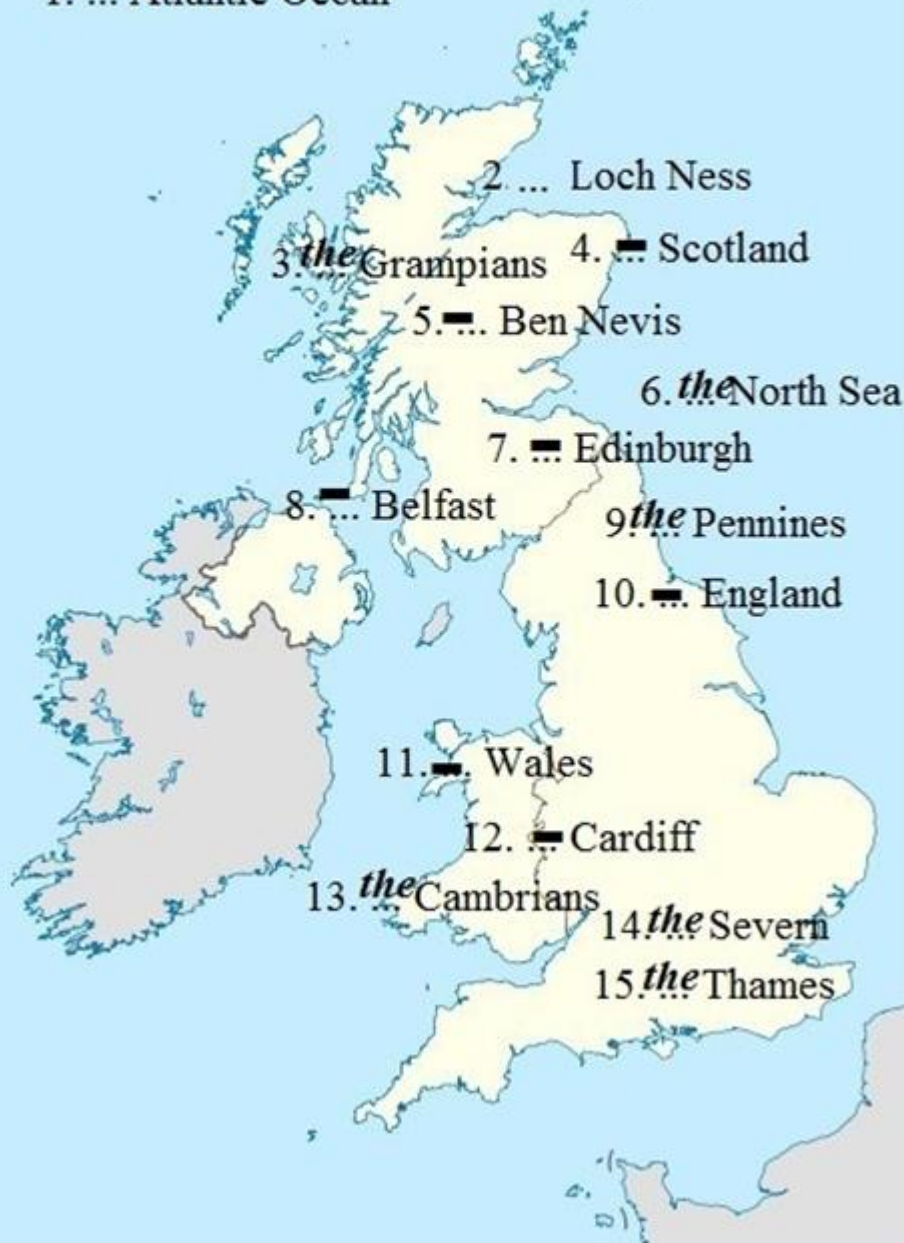 1. ... Atlantic Ocean
2 ... Loch Ness
3. the Grampians
4. – Scotland
5. – ... Ben Nevis
6. the North Sea
7. – Edinburgh
8. – ... Belfast
9. the Pennines
10. – England
11. – Wales
12. – Cardiff
13. the Cambrians
14. the Severn
15. the Thames